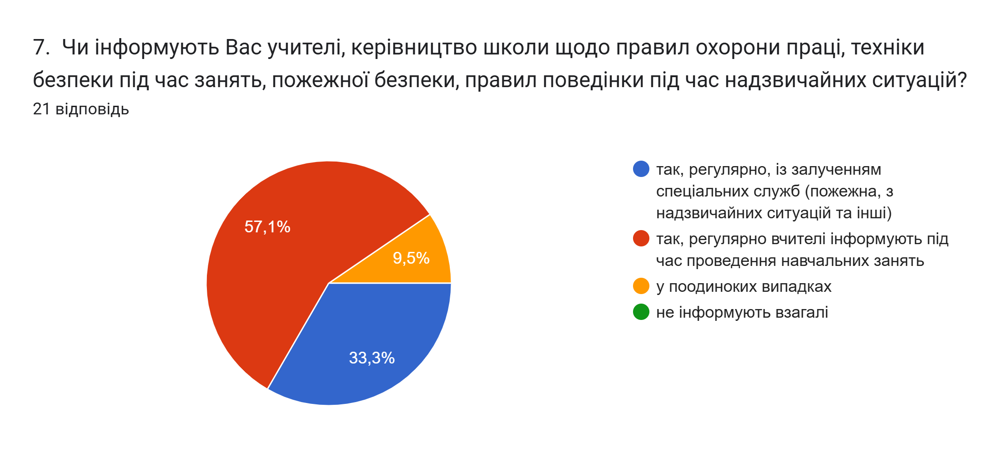 7.  Чи інформують Вас учителі, керівництво школи щодо правил охорони праці, техніки
безпеки під час занять, пожежної безпеки, правил поведінки під час надзвичайних ситуацій?
21 відповідь
57,1%
9,5%
33,3%
так, регулярно, із залученням
спеціальних служб (пожежна, з
надзвичайних ситуацій та інші)
так, регулярно вчителі інформують під
час проведення навчальних занять
у поодиноких випадках
не інформують взагалі